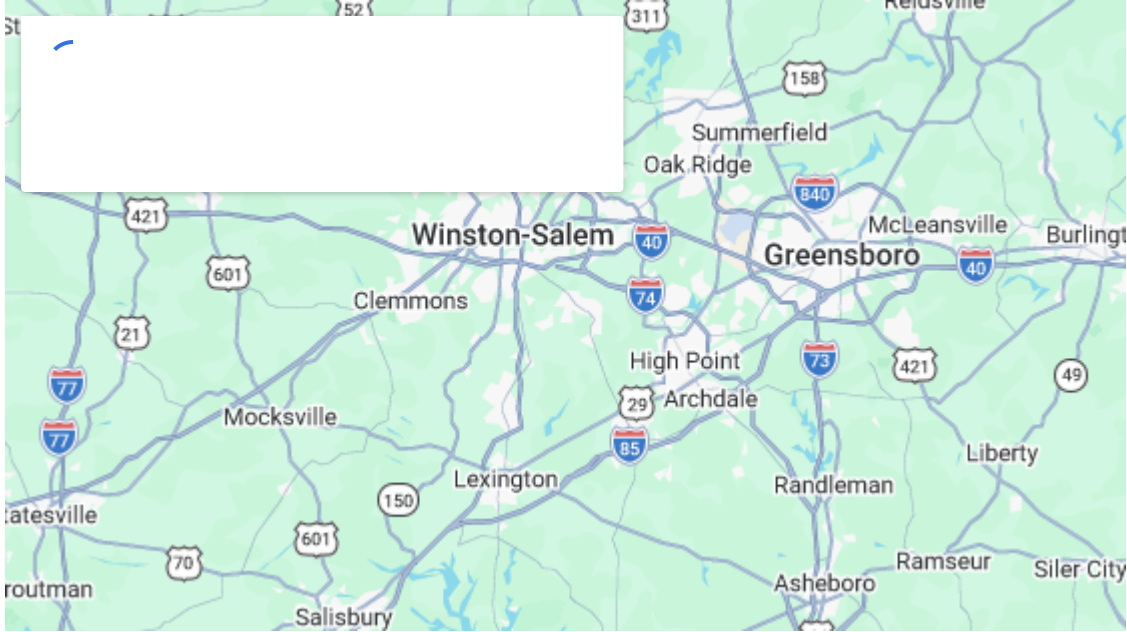 52
311
Reidsville
St
158
Summerfield
Oak Ridge
840
421
McLeansville
Winston-Salem
40
Burlingt
Greensboro
40
601
74
Clemmons
21
High Point
73
421
77
49
29
Archdale
Mocksville
77
85
Liberty
Lexington
Randleman
150
tatesville
601
70
Ramseur
Siler City
routman
Asheboro
Salisbury